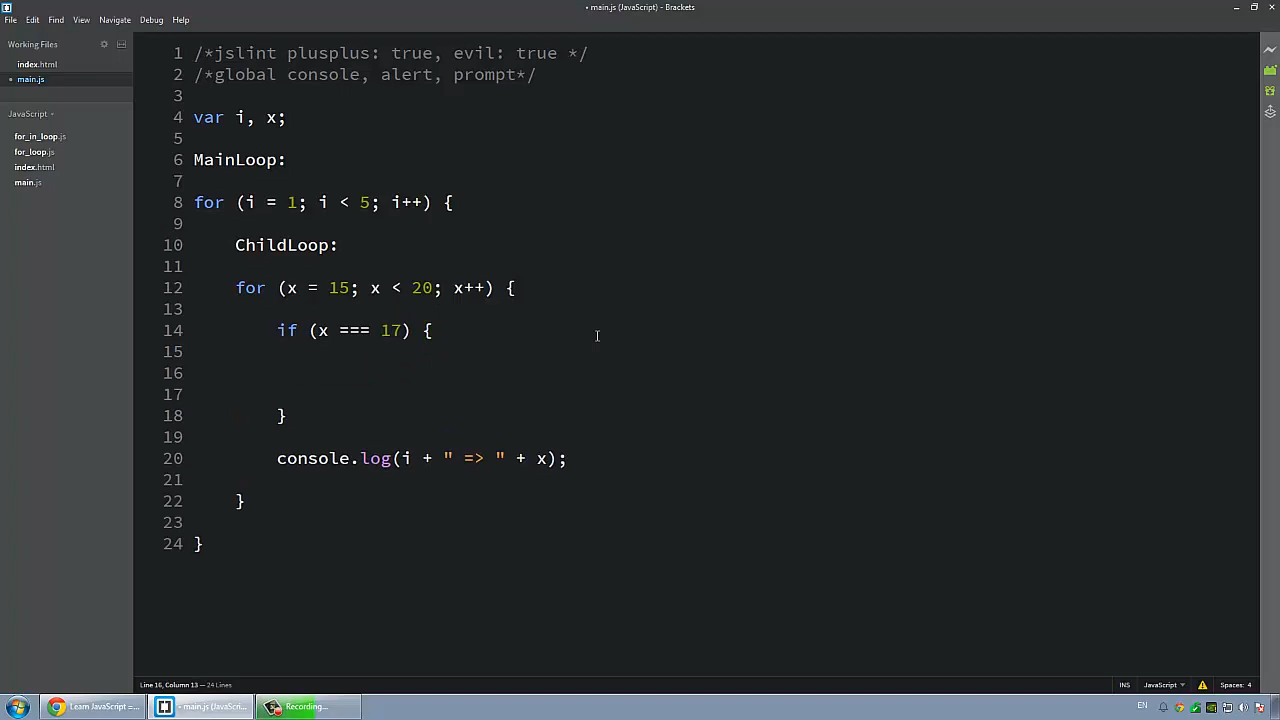 • main.js (JavaScript) - Brackets
File Edit Find View Navigate Debug Help
Working Files
index.html
• main.js
JavaScript
for_in_loop.js
for_loop.js
index.html
main.js
1 /*jslint plusplus: true, evil: true */
2 /*global console, alert, prompt*/
3
4 var i, x;
5
6 MainLoop:
7
8 for (i = 1; i < 5; i++) {
9
10 ChildLoop:
11
12 for (x = 15; x < 20; x++) {
13
14 if (x === 17) {
15
16
17
18 }
19
20 console.log(i + " => " + x);
21
22 }
23
24 }
Line 16, Column 13 — 24 Lines
INS JavaScript Spaces: 4
Learn JavaScript =...
• main.js (JavaScri...
Recording...
EN